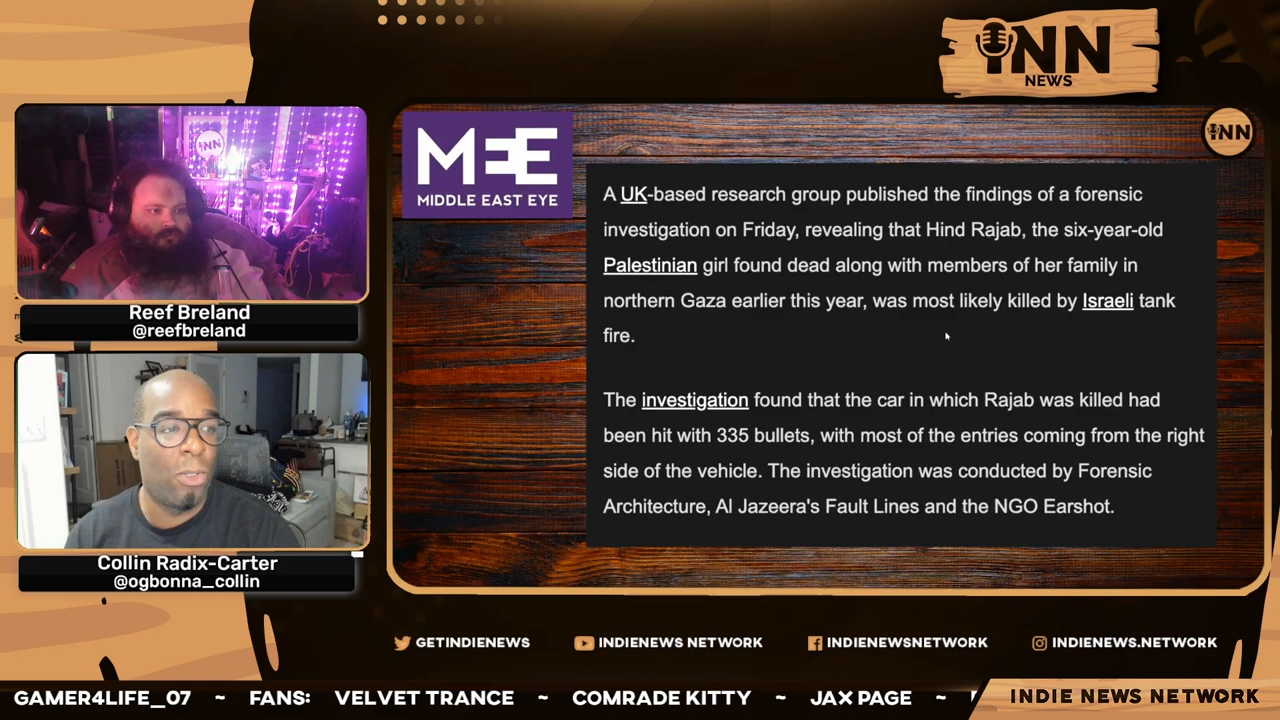 INN
NEWS
INN
MEE
MIDDLE EAST EYE
A UK-based research group published the findings of a forensic
investigation on Friday, revealing that Hind Rajab, the six-year-old
Palestinian girl found dead along with members of her family in
northern Gaza earlier this year, was most likely killed by Israeli tank
fire.
The investigation found that the car in which Rajab was killed had
been hit with 335 bullets, with most of the entries coming from the right
side of the vehicle. The investigation was conducted by Forensic
Architecture, Al Jazeera's Fault Lines and the NGO Earshot.
INN
Reef Breland
@reefbreland
Collin Radix-Carter
@ogbonna_collin
GETINDIENEWS
INDIENEWS NETWORK
INDIENEWSNETWORK
INDIENEWS.NETWORK
GAMER4LIFE_07 ~ FANS: VELVET TRANCE ~ COMRADE KITTY ~ JAX PAGE ~
INDIE NEWS NETWORK